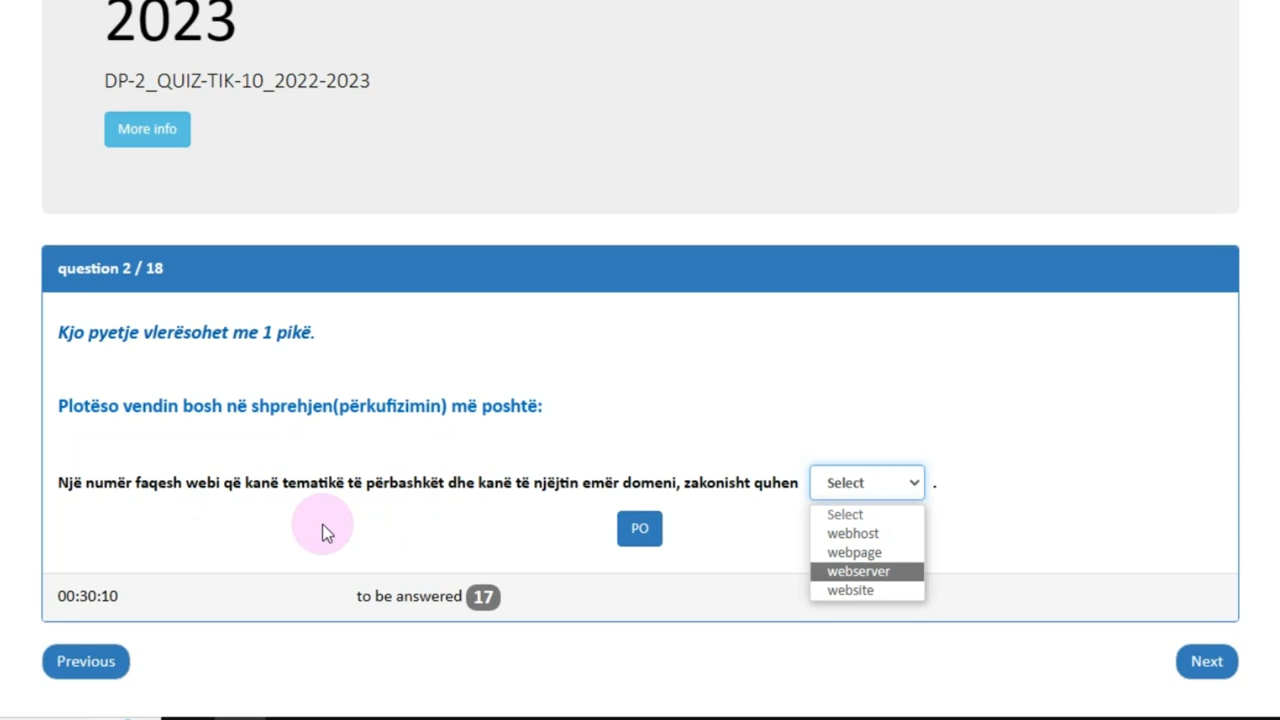 2023
DP-2_QUIZ-TIK-10_2022-2023
More info
question 2 / 18
Kjo pyetje vlerësohet me 1 pikë.
Plotëso vendin bosh në shprehjen(përkufizimin) më poshtë:
Një numër faqesh webi që kanë tematikë të përbashkët dhe kanë të njëjtin emër domeni, zakonisht quhen Select .
Select
webhost
webpage
webserver
website
PO
00:30:10 to be answered 17
Previous Next